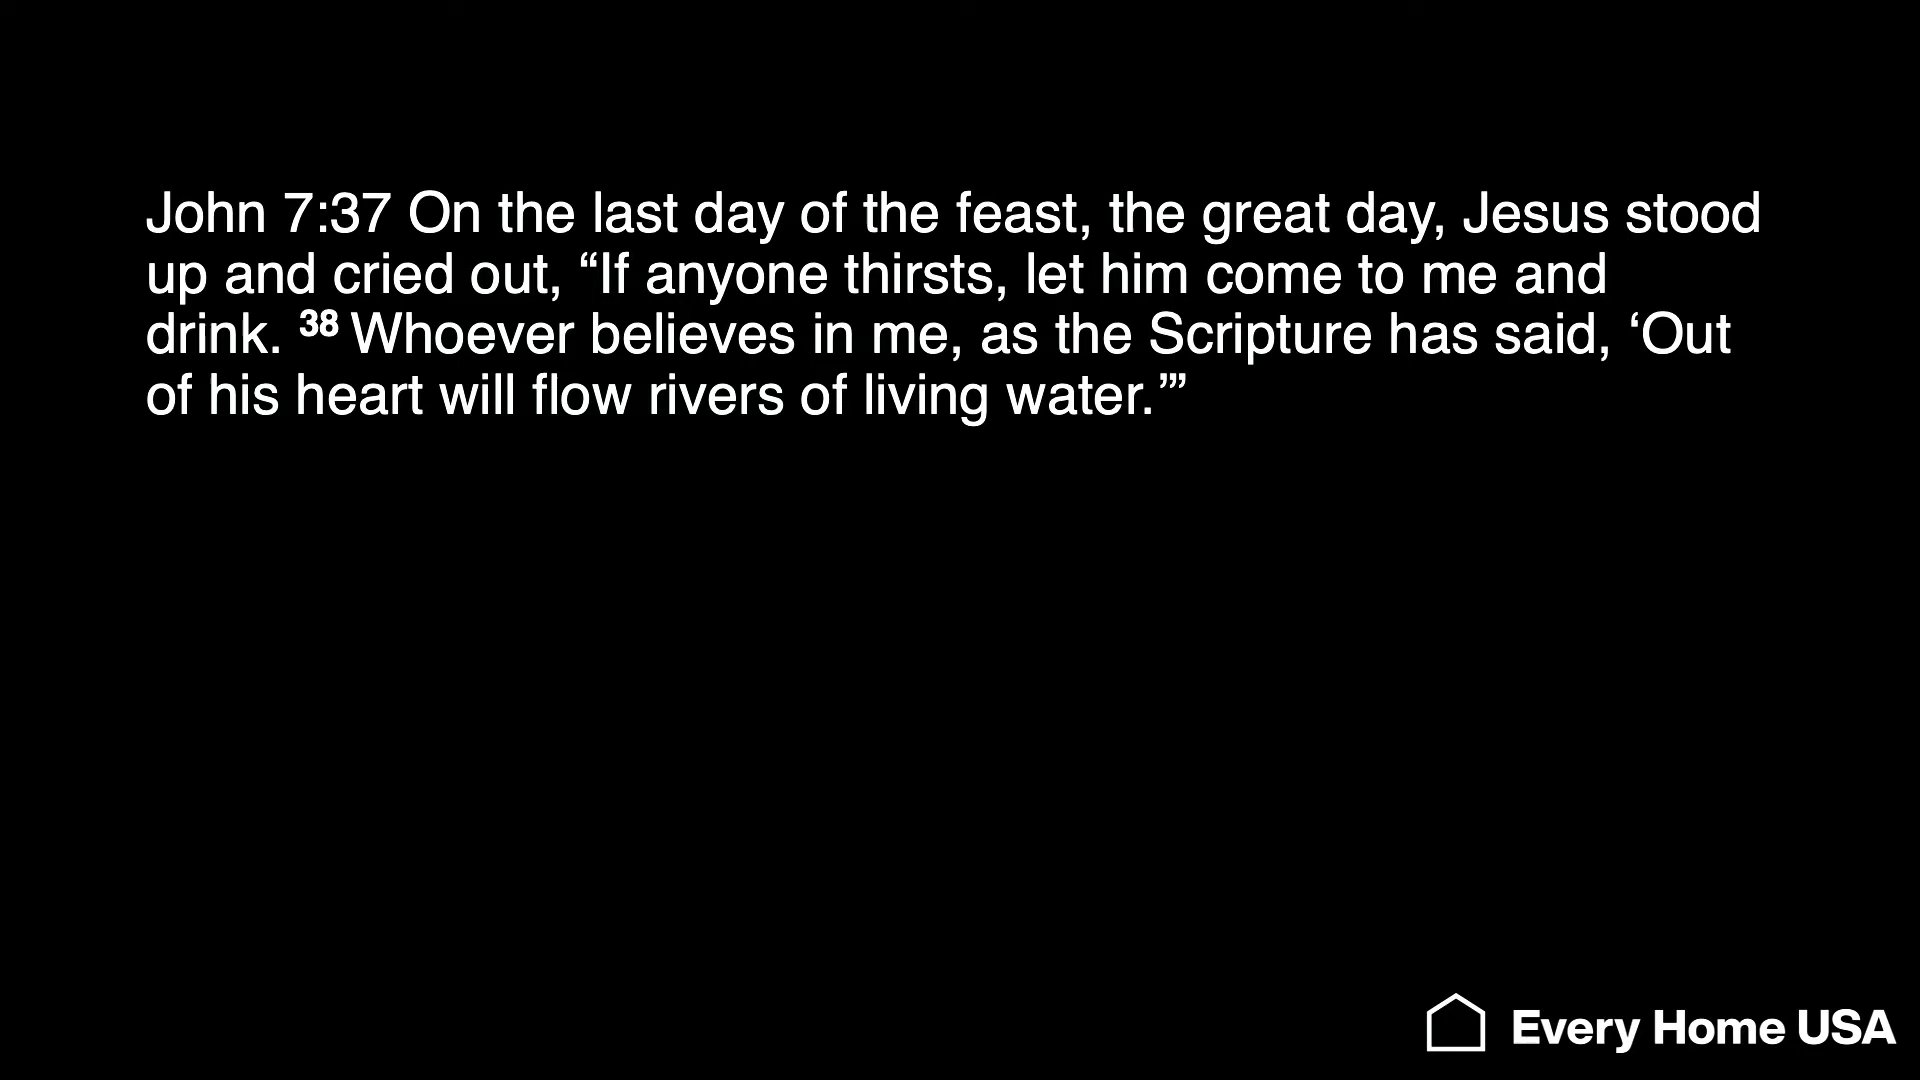 John 7:37 On the last day of the feast, the great day, Jesus stood
up and cried out, “If anyone thirsts, let him come to me and
drink. 38 Whoever believes in me, as the Scripture has said, ‘Out
of his heart will flow rivers of living water.’”
Every Home USA